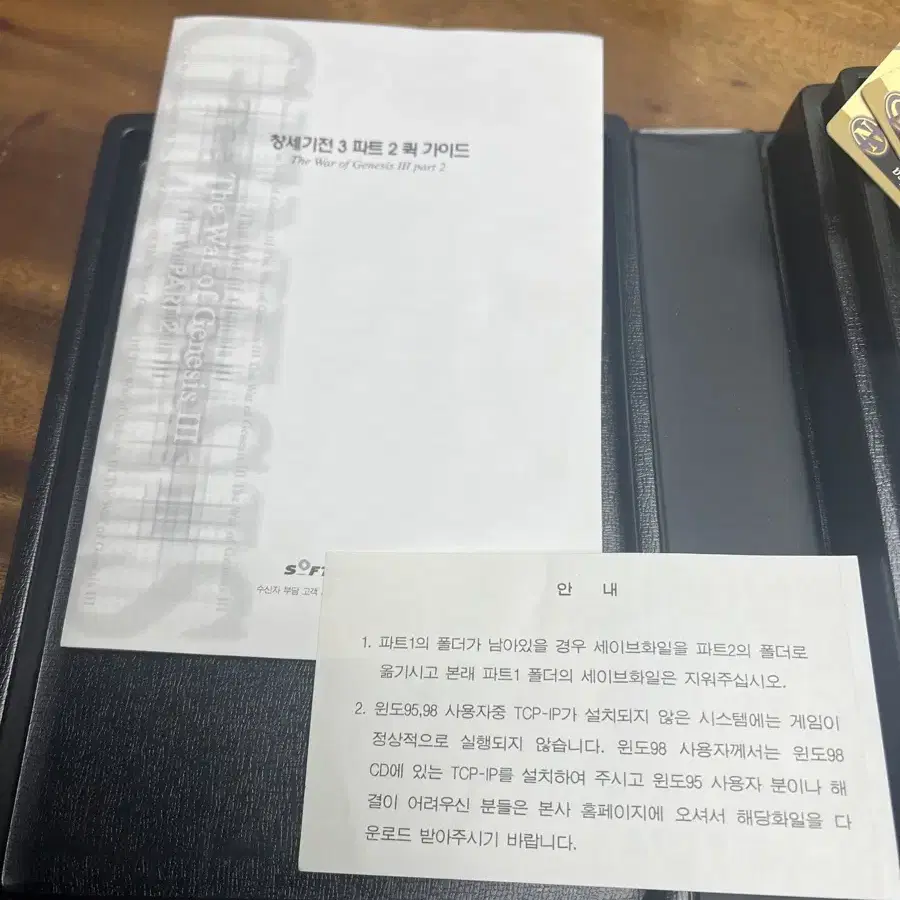 창세기전 3 파트 2 퀵 가이드
The War of Genesis III part 2
The War of Genesis III
PART 2
SOFT
수신자 부담 고객
안 내
1. 파트1의 폴더가 남아있을 경우 세이브화일을 파트2의 폴더로
옮기시고 본래 파트1 폴더의 세이브화일은 지워주십시오.
2. 윈도95,98 사용자중 TCP-IP가 설치되지 않은 시스템에는 게임이
정상적으로 실행되지 않습니다. 윈도98 사용자께서는 윈도98
CD에 있는 TCP-IP를 설치하여 주시고 윈도95 사용자 분이나 해
결이 어려우신 분들은 본사 홈페이지에 오셔서 해당화일을 다
운로드 받아주시기 바랍니다.